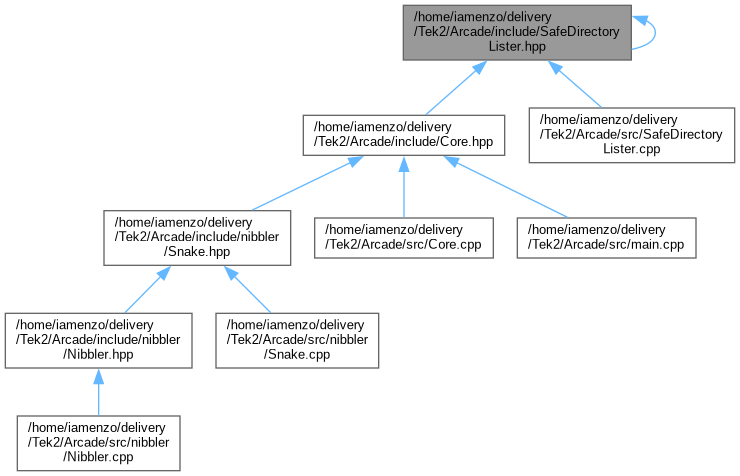 /home/iamenzo/delivery
/Tek2/Arcade/include/SafeDirectory
Lister.hpp
/home/iamenzo/delivery
/Tek2/Arcade/include/Core.hpp
/home/iamenzo/delivery
/Tek2/Arcade/src/SafeDirectory
Lister.cpp
/home/iamenzo/delivery
/Tek2/Arcade/include/nibbler
/Snake.hpp
/home/iamenzo/delivery
/Tek2/Arcade/src/Core.cpp
/home/iamenzo/delivery
/Tek2/Arcade/src/main.cpp
/home/iamenzo/delivery
/Tek2/Arcade/include/nibbler
/Nibbler.hpp
/home/iamenzo/delivery
/Tek2/Arcade/src/nibbler
/Snake.cpp
/home/iamenzo/delivery
/Tek2/Arcade/src/nibbler
/Nibbler.cpp